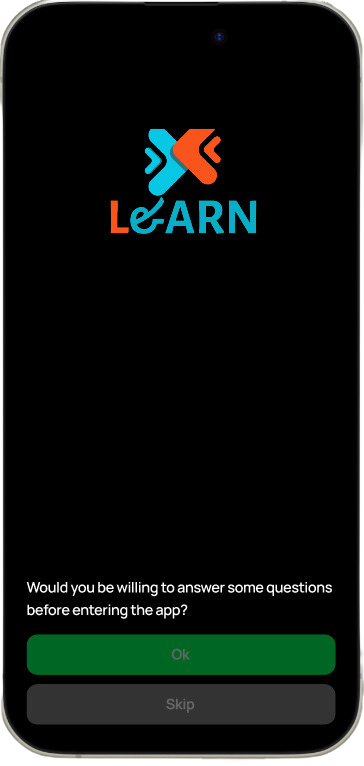 LeARN
Would you be willing to answer some questions
before entering the app?
Ok
Skip